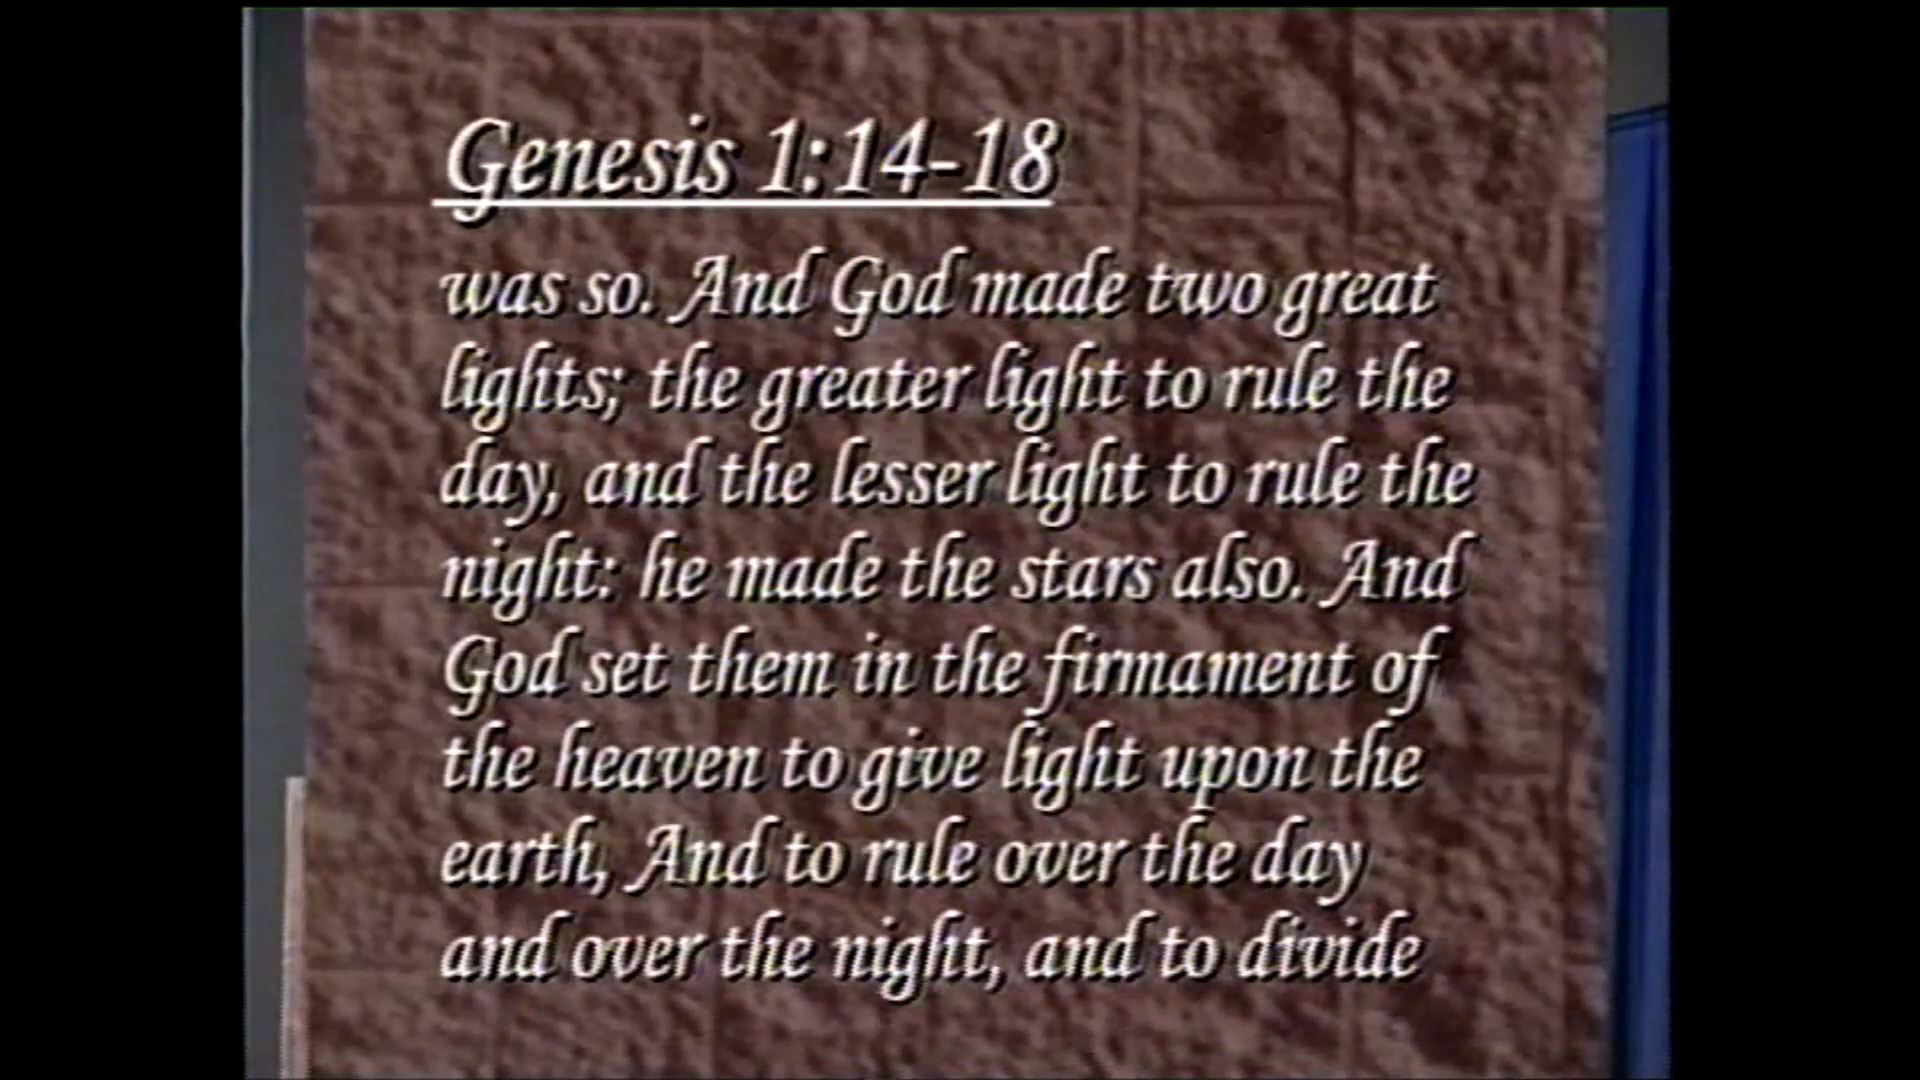 Genesis 1:14-18
was so. And God made two great
lights; the greater light to rule the
day, and the lesser light to rule the
night: he made the stars also. And
God set them in the firmament of
the heaven to give light upon the
earth, And to rule over the day
and over the night, and to divide